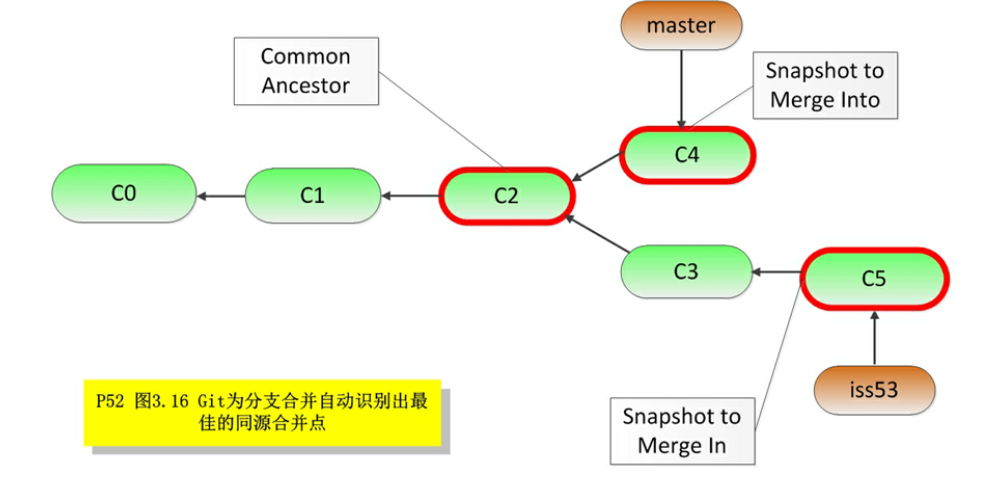 master
Common
Ancestor
Snapshot to
Merge Into
C4
C0
C1
C2
C3
C5
iss53
P52 图3.16 Git为分支合并自动识别出最
佳的同源合并点
Snapshot to
Merge In